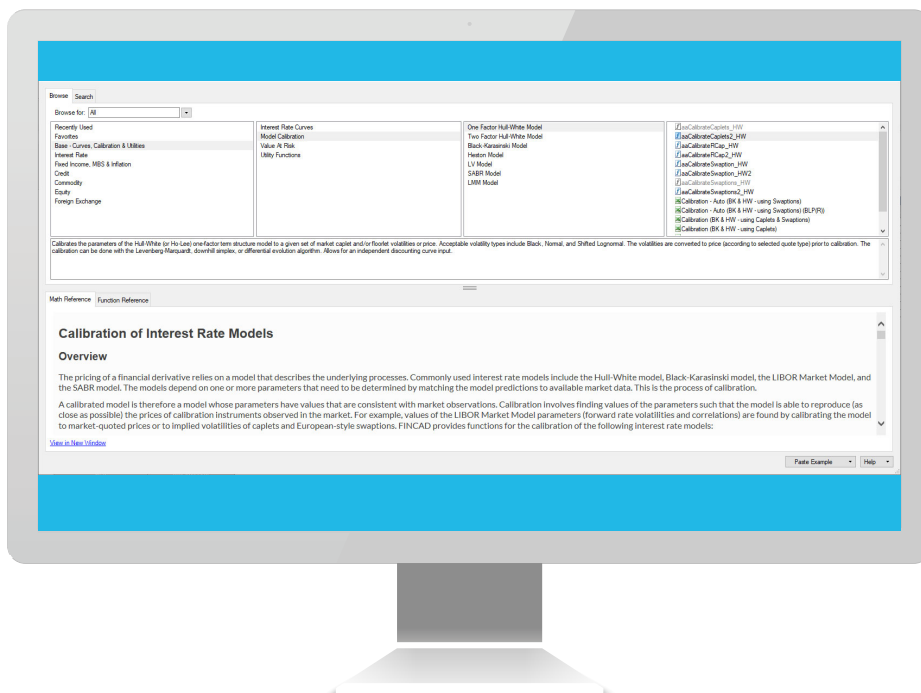 Browse Search
Browse for: All
Recently Used
Favorites
Base - Curves, Calibration & Utilities
Interest Rate
Fixed Income, MBS & Inflation
Credit
Commodity
Equity
Foreign Exchange
Interest Rate Curves
Model Calibration
Value At Risk
Utility Functions
One Factor Hull-White Model
Two Factor Hull-White Model
Black-Karasinski Model
Heston Model
LV Model
SABR Model
LMM Model
aaCalibrateCaplets_HW
aaCalibrateCaplets2_HW
aaCalibrateRCap_HW
aaCalibrateRCap2_HW
aaCalibrateSwaption_HW
aaCalibrateSwaption_HW2
aaCalibrateSwaptions_HW
aaCalibrateSwaptions2_HW
Calibration - Auto (BK & HW - using Swaptions)
Calibration - Auto (BK & HW - using Swaptions) (BLP(R))
Calibration (BK & HW - using Caplets & Swaptions)
Calibration (BK & HW - using Caplets)
Calibrates the parameters of the Hull-White (or Ho-Lee) one-factor term structure model to a given set of market caplet and/or floorlet volatilities or price. Acceptable volatility types include Black, Normal, and Shifted Lognormal. The volatilities are converted to price (according to selected quote type) prior to calibration. The
calibration can be done with the Levenberg-Marquardt, downhill simplex, or differential evolution algorithm. Allows for an independent discounting curve input.
Math Reference Function Reference
Calibration of Interest Rate Models
Overview
The pricing of a financial derivative relies on a model that describes the underlying processes. Commonly used interest rate models include the Hull-White model, Black-Karasinski model, the LIBOR Market Model, and
the SABR model. The models depend on one or more parameters that need to be determined by matching the model predictions to available market data. This is the process of calibration.
A calibrated model is therefore a model whose parameters have values that are consistent with market observations. Calibration involves finding values of the parameters such that the model is able to reproduce (as
close as possible) the prices of calibration instruments observed in the market. For example, values of the LIBOR Market Model parameters (forward rate volatilities and correlations) are found by calibrating the model
to market-quoted prices or to implied volatilities of caplets and European-style swaptions. FINCAD provides functions for the calibration of the following interest rate models:
View in New Window
Paste Example Help